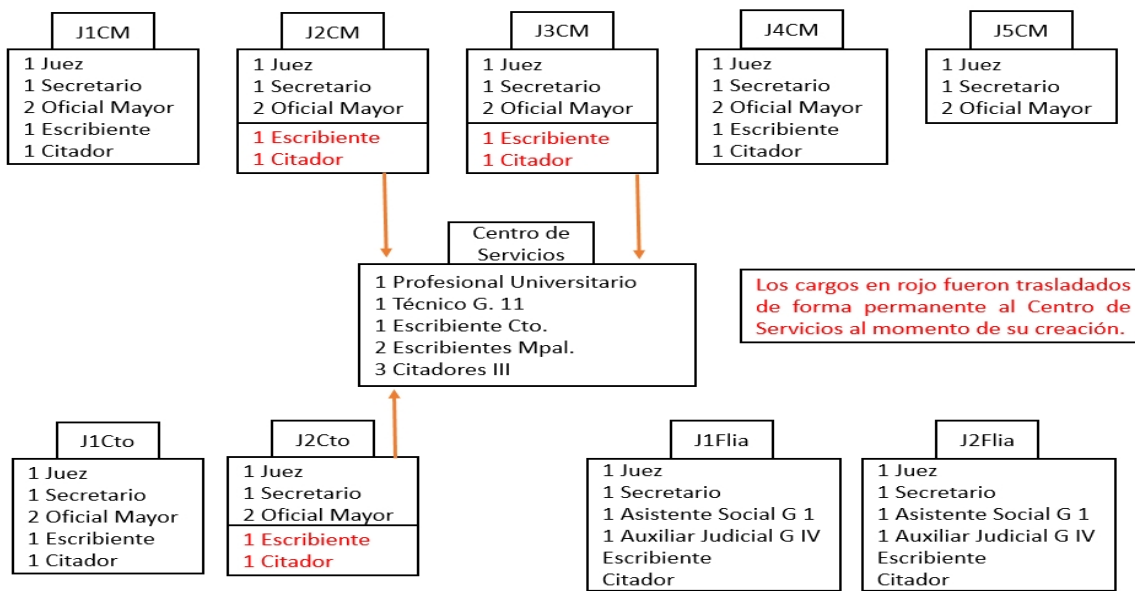 J1CM
1 Juez
1 Secretario
2 Oficial Mayor
1 Escribiente
1 Citador
J2CM
1 Juez
1 Secretario
2 Oficial Mayor
1 Escribiente
1 Citador
J3CM
1 Juez
1 Secretario
2 Oficial Mayor
1 Escribiente
1 Citador
J4CM
1 Juez
1 Secretario
2 Oficial Mayor
1 Escribiente
1 Citador
J5CM
1 Juez
1 Secretario
2 Oficial Mayor
Centro de
Servicios
1 Profesional Universitario
1 Técnico G. 11
1 Escribiente Cto.
2 Escribientes Mpal.
3 Citadores III
Los cargos en rojo fueron trasladados
de forma permanente al Centro de
Servicios al momento de su creación.
J1Cto
1 Juez
1 Secretario
2 Oficial Mayor
1 Escribiente
1 Citador
J2Cto
1 Juez
1 Secretario
2 Oficial Mayor
1 Escribiente
1 Citador
J1Flia
1 Juez
1 Secretario
1 Asistente Social G 1
1 Auxiliar Judicial G IV
Escribiente
Citador
J2Flia
1 Juez
1 Secretario
1 Asistente Social G 1
1 Auxiliar Judicial G IV
Escribiente
Citador